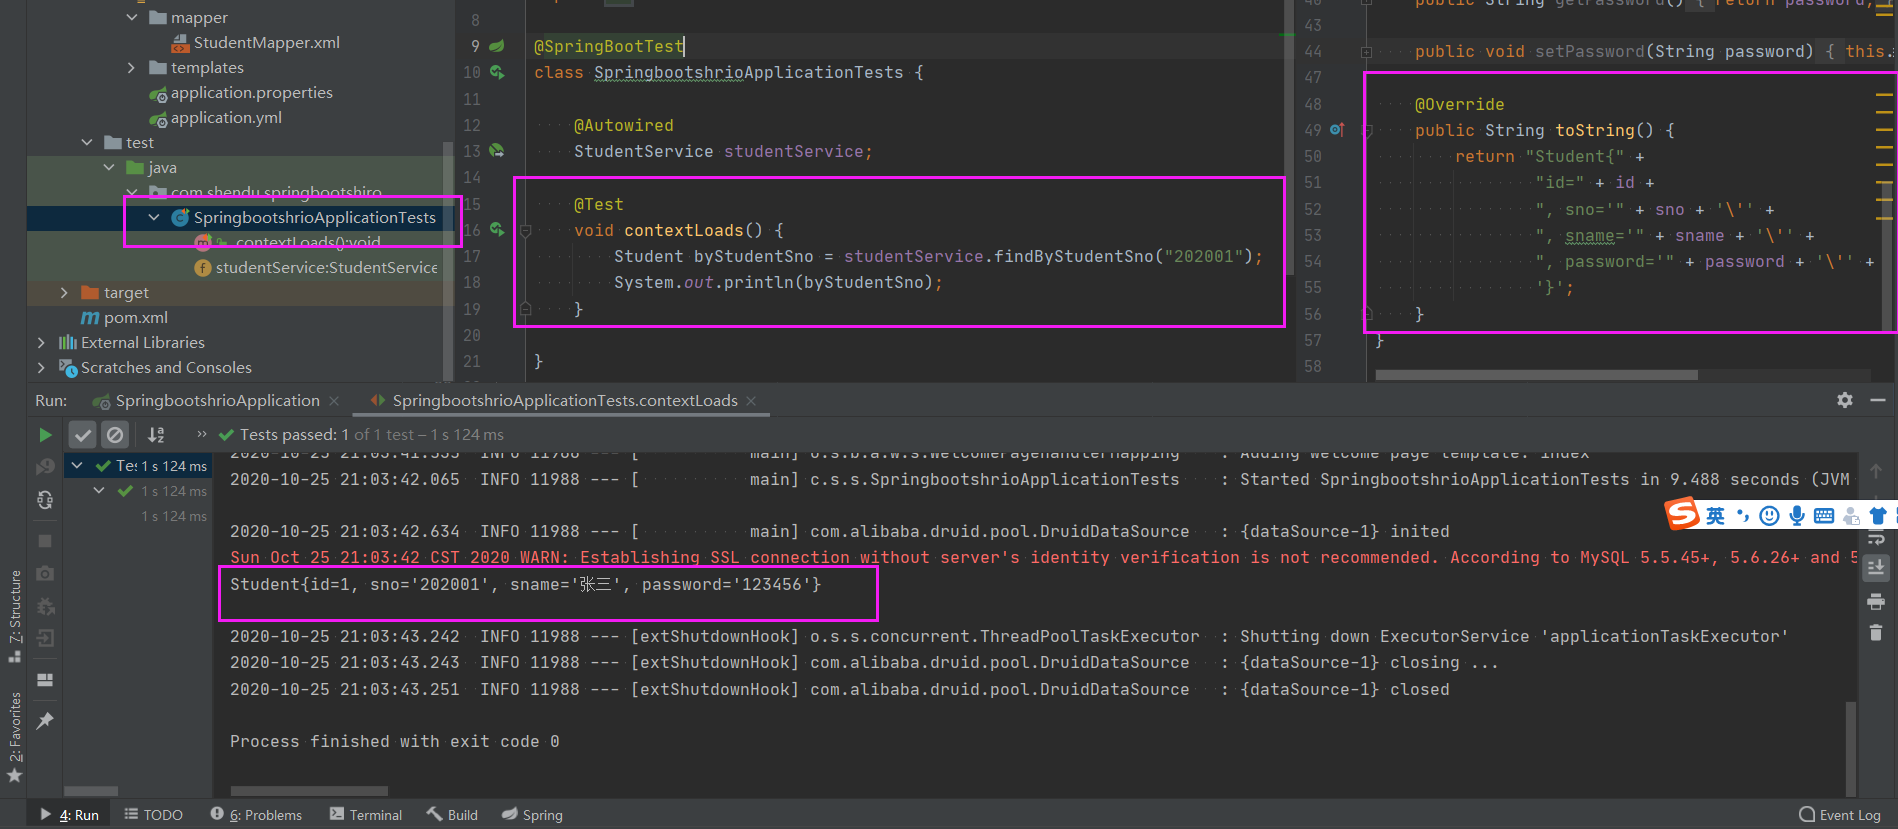 mapper
StudentMapper.xml
templates
application.properties
application.yml
test
java
com.shendu.springbootshiro
SpringbootshrioApplicationTests
contextLoads():void
studentService:StudentService
target
pom.xml
External Libraries
Scratches and Consoles
8
9 @SpringBootTest
10 class SpringbootshrioApplicationTests {
11
12 @Autowired
13 StudentService studentService;
14
15 @Test
16 void contextLoads() {
17 Student byStudentSno = studentService.findByStudentSno("202001");
18 System.out.println(byStudentSno);
19 }
20
21 }
40 public String getPassword() { return password; }
43
44 public void setPassword(String password) { this.
47
48 @Override
49 public String toString() {
50 return "Student{" +
51 "id=" + id +
52 ", sno='" + sno + '\'' +
53 ", sname='" + sname + '\'' +
54 ", password='" + password + '\'' +
55 '}';
56 }
57 }
58
Run: SpringbootshrioApplication SpringbootshrioApplicationTests.contextLoads
Tests passed: 1 of 1 test – 1 s 124 ms
Tes 1 s 124 ms
1 s 124 ms
1 s 124 ms
2020-10-25 21:03:41.555 INFO 11988 --- [ main] o.s.b.a.w.s.WelcomePageHandlerMapping : Adding welcome page template: index
2020-10-25 21:03:42.065 INFO 11988 --- [ main] c.s.s.SpringbootshrioApplicationTests : Started SpringbootshrioApplicationTests in 9.488 seconds (JVM
2020-10-25 21:03:42.634 INFO 11988 --- [ main] com.alibaba.druid.pool.DruidDataSource : {dataSource-1} inited
Sun Oct 25 21:03:42 CST 2020 WARN: Establishing SSL connection without server's identity verification is not recommended. According to MySQL 5.5.45+, 5.6.26+ and 5
Student{id=1, sno='202001', sname='张三', password='123456'}
2020-10-25 21:03:43.242 INFO 11988 --- [extShutdownHook] o.s.s.concurrent.ThreadPoolTaskExecutor : Shutting down ExecutorService 'applicationTaskExecutor'
2020-10-25 21:03:43.243 INFO 11988 --- [extShutdownHook] com.alibaba.druid.pool.DruidDataSource : {dataSource-1} closing ...
2020-10-25 21:03:43.251 INFO 11988 --- [extShutdownHook] com.alibaba.druid.pool.DruidDataSource : {dataSource-1} closed
Process finished with exit code 0
英
7: Structure
2: Favorites
4: Run TODO 6: Problems Terminal Build Spring Event Log